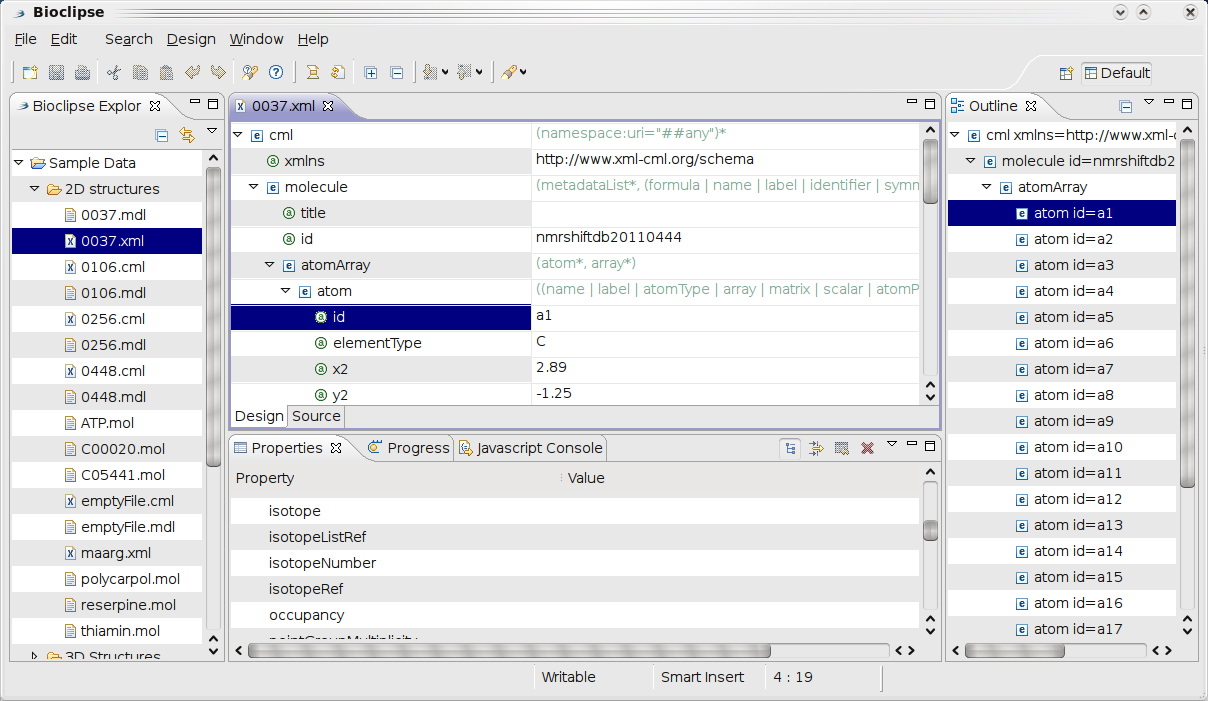 Bioclipse
File Edit Search Design Window Help
Default
Bioclipse Explor
Sample Data
2D structures
0037.mdl
0037.xml
0106.cml
0106.mdl
0256.cml
0256.mdl
0448.cml
0448.mdl
ATP.mol
C00020.mol
C05441.mol
emptyFile.cml
emptyFile.mdl
maarg.xml
polycarpol.mol
reserpine.mol
thiamin.mol
3D Structures
0037.xml
cml (namespace:uri="##any")*
xmlns http://www.xml-cml.org/schema
molecule (metadataList*, (formula | name | label | identifier | symm
title
id nmrshiftdb20110444
atomArray (atom*, array*)
atom ((name | label | atomType | array | matrix | scalar | atomP
id a1
elementType C
x2 2.89
y2 -1.25
Design Source
Properties Progress Javascript Console
Property Value
isotope
isotopeListRef
isotopeNumber
isotopeRef
occupancy
pointGroupMultiplicity
Outline
cml xmlns=http://www.xml-c
molecule id=nmrshiftdb2
atomArray
atom id=a1
atom id=a2
atom id=a3
atom id=a4
atom id=a5
atom id=a6
atom id=a7
atom id=a8
atom id=a9
atom id=a10
atom id=a11
atom id=a12
atom id=a13
atom id=a14
atom id=a15
atom id=a16
atom id=a17
Writable Smart Insert 4 : 19